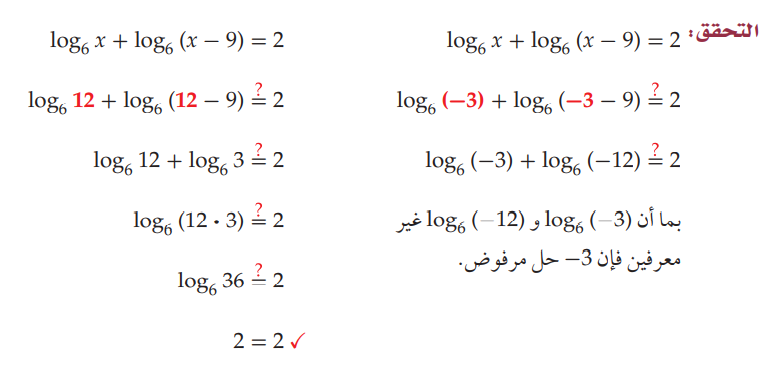 التحقق:
log₆ x + log₆ (x − 9) = 2
log₆ (−3) + log₆ (−3 − 9) ≟ 2
log₆ (−3) + log₆ (−12) ≟ 2
بما أن log₆ (−3) و log₆ (−12) غير
معرفين فإن 3− حل مرفوض.
log₆ x + log₆ (x − 9) = 2
log₆ 12 + log₆ (12 − 9) ≟ 2
log₆ 12 + log₆ 3 ≟ 2
log₆ (12 · 3) ≟ 2
log₆ 36 ≟ 2
2 = 2 ✓